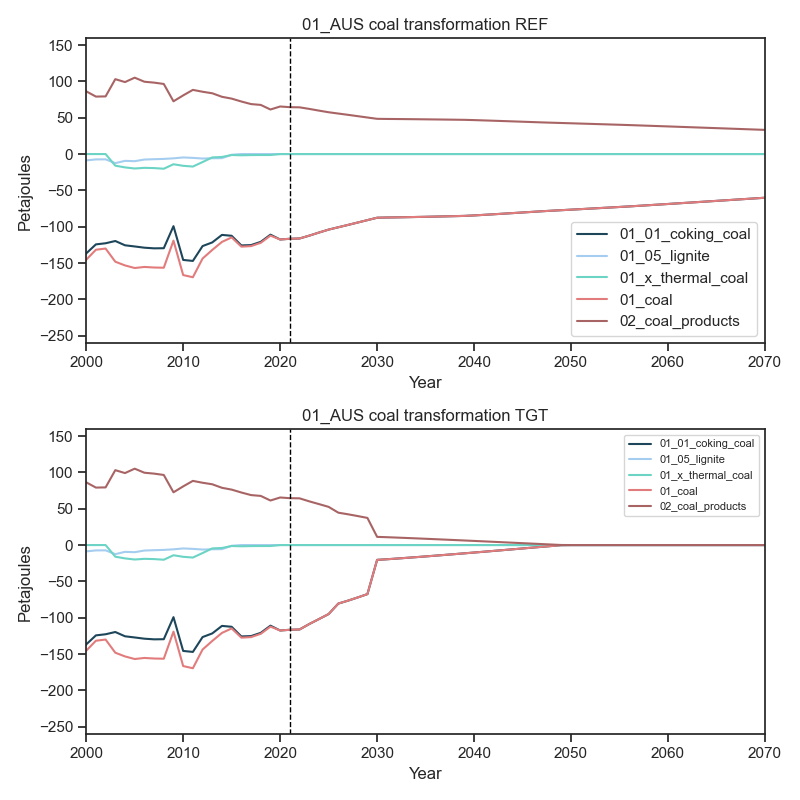 01_AUS coal transformation REF
150
100
50
0
−50
−100
−150
−200
−250
Petajoules
01_01_coking_coal
01_05_lignite
01_x_thermal_coal
01_coal
02_coal_products
2000 2010 2020 2030 2040 2050 2060 2070
Year
01_AUS coal transformation TGT
150
100
50
0
−50
−100
−150
−200
−250
Petajoules
01_01_coking_coal
01_05_lignite
01_x_thermal_coal
01_coal
02_coal_products
2000 2010 2020 2030 2040 2050 2060 2070
Year